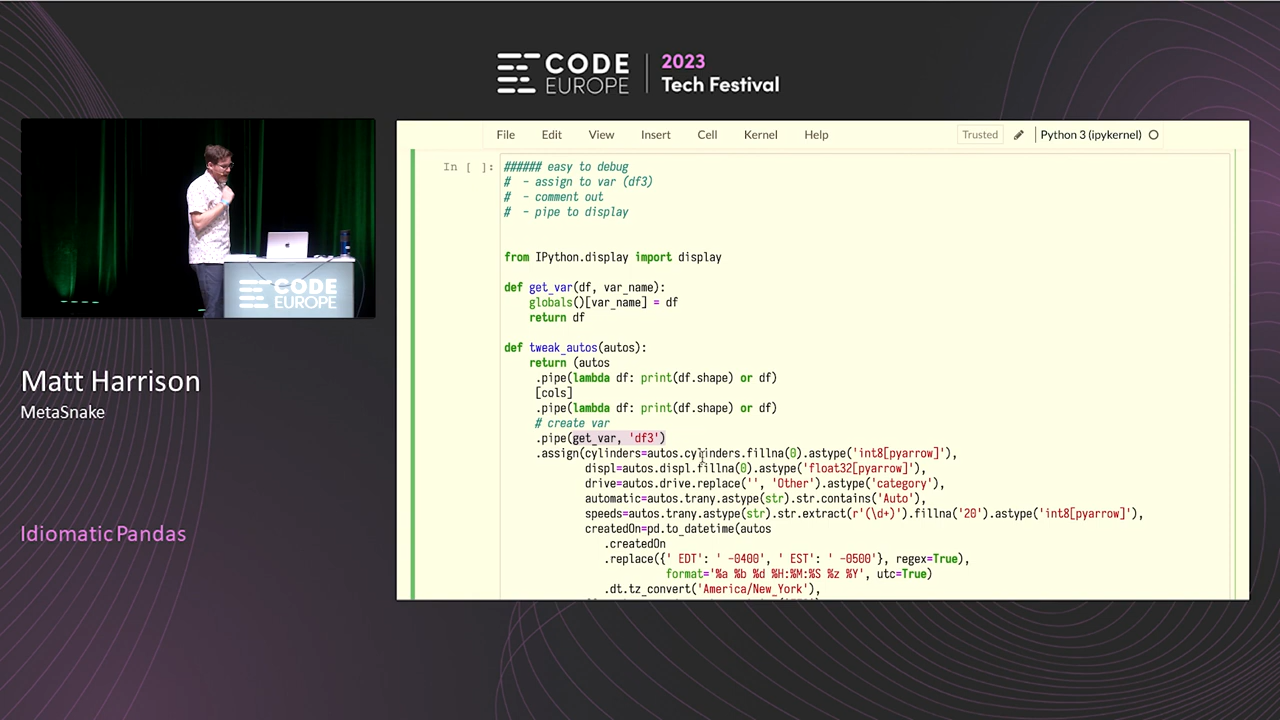 CODE EUROPE
2023
Tech Festival
File Edit View Insert Cell Kernel Help Trusted Python 3 (ipykernel)
In [ ]:
###### easy to debug
#  - assign to var (df3)
#  - comment out
#  - pipe to display
from IPython.display import display
def get_var(df, var_name):
    globals()[var_name] = df
    return df
def tweak_autos(autos):
    return (autos
     .pipe(lambda df: print(df.shape) or df)
     [cols]
     .pipe(lambda df: print(df.shape) or df)
     # create var
     .pipe(get_var, 'df3')
     .assign(cylinders=autos.cylinders.fillna(0).astype('int8[pyarrow]'),
             displ=autos.displ.fillna(0).astype('float32[pyarrow]'),
             drive=autos.drive.replace('', 'Other').astype('category'),
             automatic=autos.trany.astype(str).str.contains('Auto'),
             speeds=autos.trany.astype(str).str.extract(r'(\d+)').fillna('20').astype('int8[pyarrow]'),
             createdOn=pd.to_datetime(autos
                .createdOn
                .replace({' EDT': ' -0400', ' EST': ' -0500'}, regex=True),
                          format='%a %b %d %H:%M:%S %z %Y', utc=True)
                .dt.tz_convert('America/New_York'),
CODE EUROPE
Matt Harrison
MetaSnake
Idiomatic Pandas